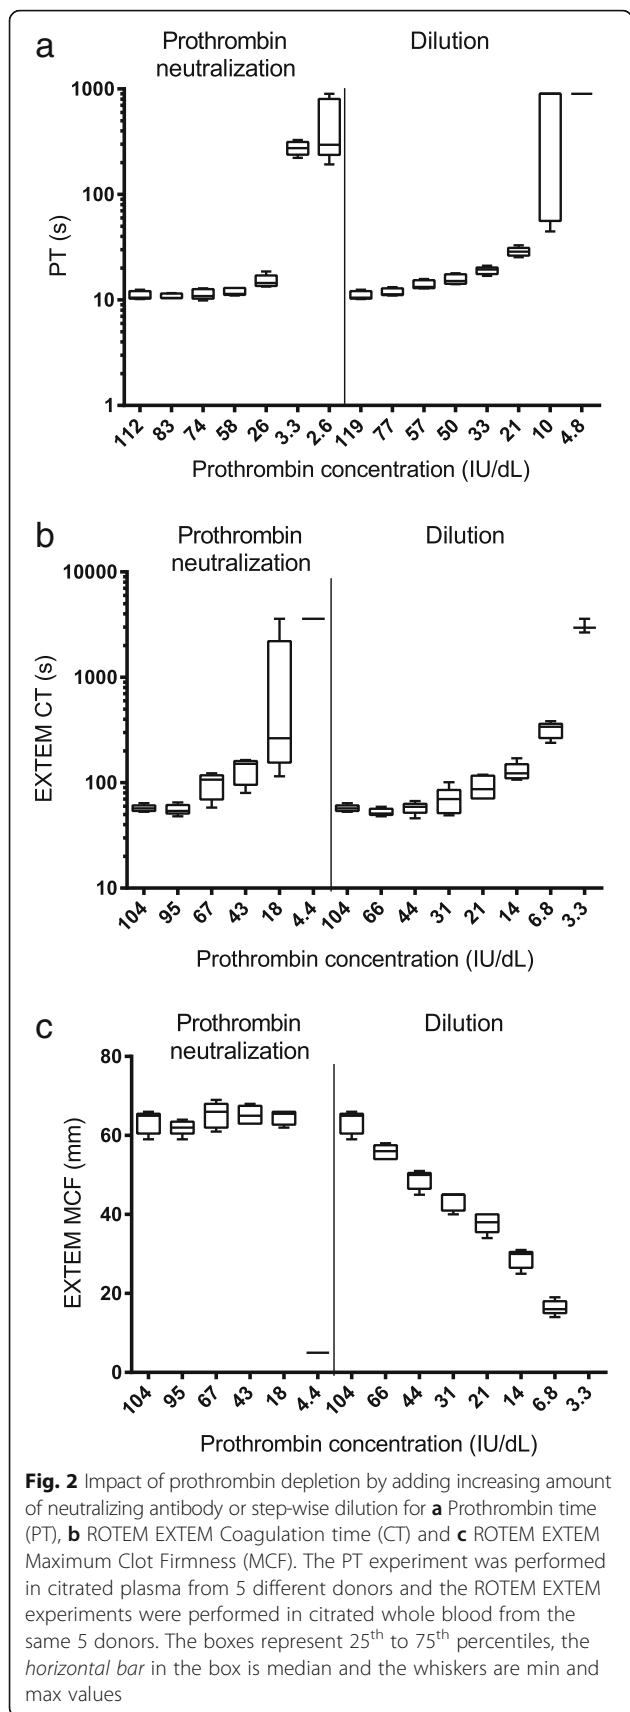 a
Prothrombin
neutralization
Dilution
1000
100
10
1
PT (s)
112 83 74 58 26 3.3 2.6 119 77 57 50 33 21 10 4.8
Prothrombin concentration (IU/dL)
b
Prothrombin
neutralization
Dilution
10000
1000
100
10
EXTEM CT (s)
104 95 67 43 18 4.4 104 66 44 31 21 14 6.8 3.3
Prothrombin concentration (IU/dL)
c
Prothrombin
neutralization
Dilution
80
60
40
20
0
EXTEM MCF (mm)
104 95 67 43 18 4.4 104 66 44 31 21 14 6.8 3.3
Prothrombin concentration (IU/dL)
Fig. 2 Impact of prothrombin depletion by adding increasing amount
of neutralizing antibody or step-wise dilution for a Prothrombin time
(PT), b ROTEM EXTEM Coagulation time (CT) and c ROTEM EXTEM
Maximum Clot Firmness (MCF). The PT experiment was performed
in citrated plasma from 5 different donors and the ROTEM EXTEM
experiments were performed in citrated whole blood from the
same 5 donors. The boxes represent 25th to 75th percentiles, the
horizontal bar in the box is median and the whiskers are min and
max values